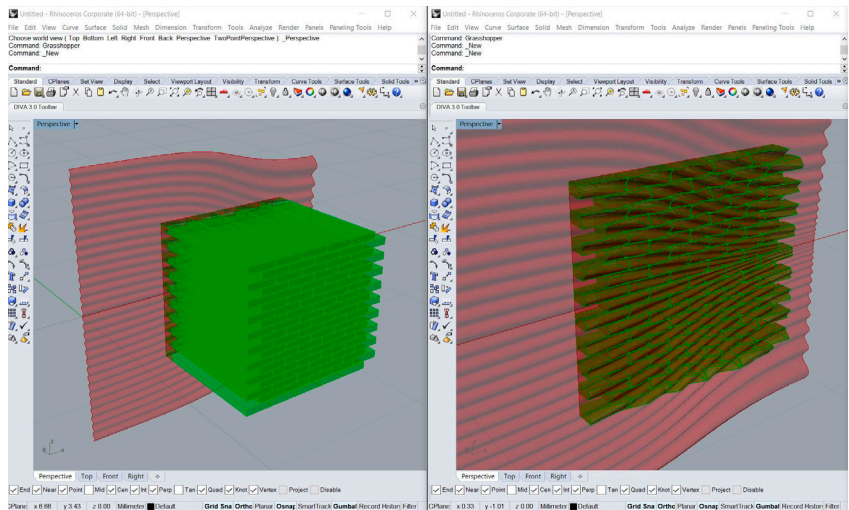 Untitled - Rhinoceros Corporate (64-bit) - [Perspective]
File Edit View Curve Surface Solid Mesh Dimension Transform Tools Analyze Render Panels Paneling Tools Help
Choose world view ( Top Bottom Left Right Front Back Perspective TwoPointPerspective ): _Perspective
Command: Grasshopper
Command: _New
Command:
Standard CPlanes Set View Display Select Viewport Layout Visibility Transform Curve Tools Surface Tools Solid Tools
DIVA 3.0 Toolbar
Perspective
z
x
Perspective Top Front Right
End Near Point Mid Cen Int Perp Tan Quad Knot Vertex Project Disable
CPlane x 6.66 y 3.43 z 0.00 Millimeter Default Grid Sna Ortho Planar Osnap SmartTrack Gumbal Record Histor Filter
Untitled - Rhinoceros Corporate (64-bit) - [Perspective]
File Edit View Curve Surface Solid Mesh Dimension Transform Tools Analyze Render Panels Paneling Tools Help
Command: Grasshopper
Command: _New
Command: _New
Command:
Standard CPlanes Set View Display Select Viewport Layout Visibility Transform Curve Tools Surface Tools Solid Tools
DIVA 3.0 Toolbar
Perspective
Perspective Top Front Right
End Near Point Mid Cen Int Perp Tan Quad Knot Vertex Project Disable
CPlane x 0.33 y -1.01 z 0.00 Millimeter Default Grid Sna Ortho Planar Osnap SmartTrack Gumbal Record Histor Filter